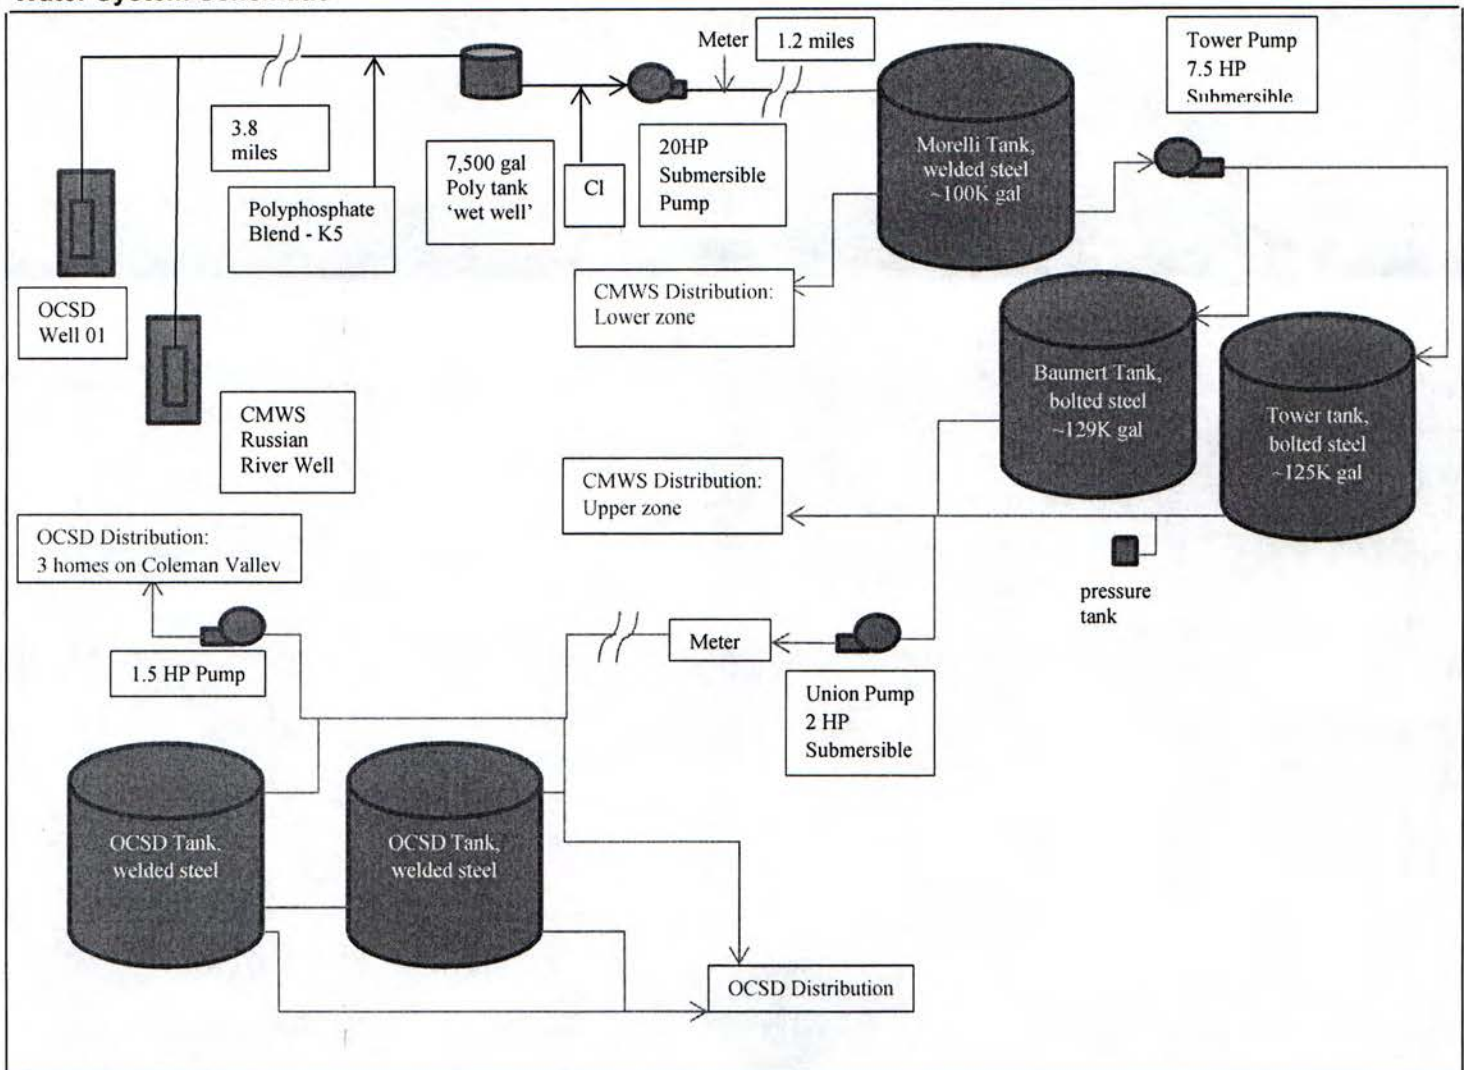 Meter
1.2 miles
Tower Pump
7.5 HP
Submersible
3.8
miles
Polyphosphate
Blend - K5
7,500 gal
Poly tank
‘wet well’
Cl
20HP
Submersible
Pump
Morelli Tank,
welded steel
~100K gal
OCSD
Well 01
CMWS
Russian
River Well
CMWS Distribution:
Lower zone
Baumert Tank,
bolted steel
~129K gal
Tower tank,
bolted steel
~125K gal
CMWS Distribution:
Upper zone
pressure
tank
OCSD Distribution:
3 homes on Coleman Valley
1.5 HP Pump
Meter
Union Pump
2 HP
Submersible
OCSD Tank,
welded steel
OCSD Tank,
welded steel
OCSD Distribution